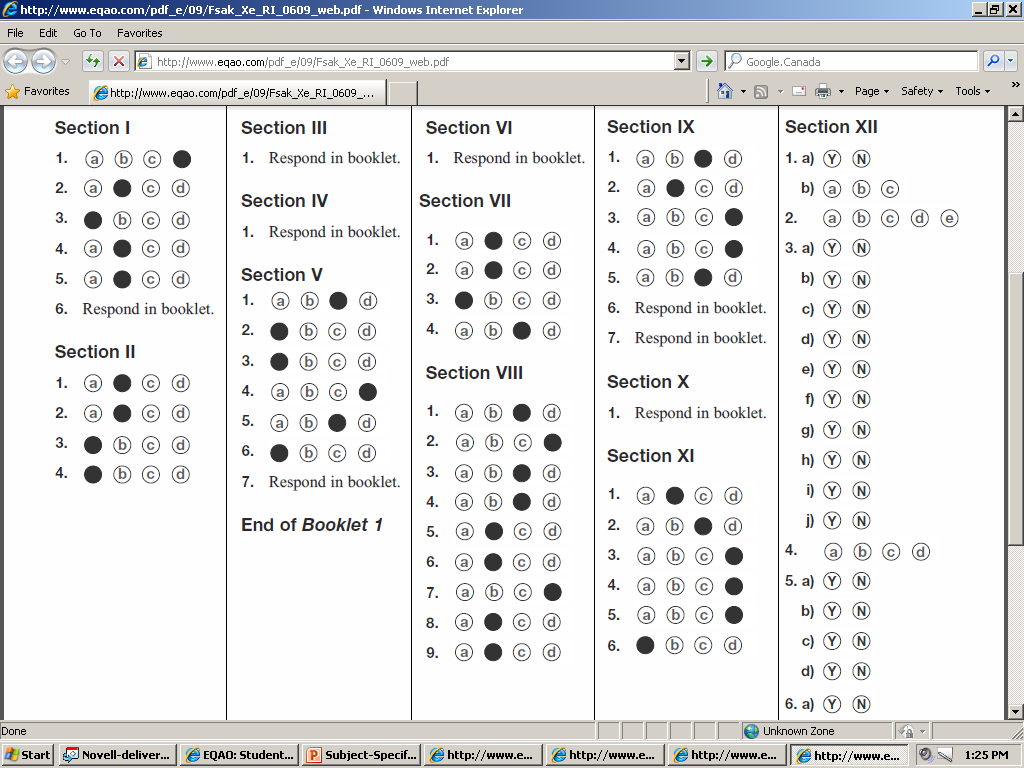 http://www.eqao.com/pdf_e/09/Fsak_Xe_RI_0609_web.pdf - Windows Internet Explorer
File Edit Go To Favorites
http://www.eqao.com/pdf_e/09/Fsak_Xe_RI_0609_web.pdf
Google.Canada
Favorites
http://www.eqao.com/pdf_e/09/Fsak_Xe_RI_0609_...
Page Safety Tools »
Section I
1. a b c
2. a c d
3. b c d
4. a c d
5. a c d
6. Respond in booklet.
Section II
1. a c d
2. a c d
3. b c d
4. b c d
Section III
1. Respond in booklet.
Section IV
1. Respond in booklet.
Section V
1. a b d
2. b c d
3. b c d
4. a b c
5. a b d
6. b c d
7. Respond in booklet.
End of Booklet 1
Section VI
1. Respond in booklet.
Section VII
1. a c d
2. a c d
3. b c d
4. a b d
Section VIII
1. a b d
2. a b c
3. a b d
4. a b d
5. a c d
6. a c d
7. a b c
8. a c d
9. a c d
Section IX
1. a b d
2. a c d
3. a b c
4. a b c
5. a b d
6. Respond in booklet.
7. Respond in booklet.
Section X
1. Respond in booklet.
Section XI
1. a c d
2. a b d
3. a b c
4. a b c
5. a b c
6. b c d
Section XII
1. a) Y N
b) a b c
2. a b c d e
3. a) Y N
b) Y N
c) Y N
d) Y N
e) Y N
f) Y N
g) Y N
h) Y N
i) Y N
j) Y N
4. a b c d
5. a) Y N
b) Y N
c) Y N
d) Y N
6. a) Y N
Done
Unknown Zone
Start
Novell-deliver...
EQAO: Student...
Subject-Specif...
http://www.e...
http://www.e...
http://www.e...
http://www.e...
1:25 PM